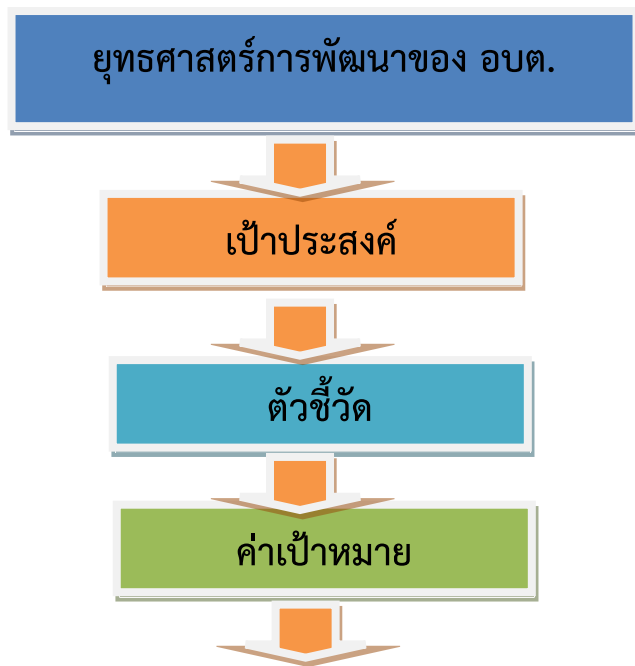 ยุทธศาสตร์การพัฒนาของ อบต.
เป้าประสงค์
ตัวชี้วัด
ค่าเป้าหมาย